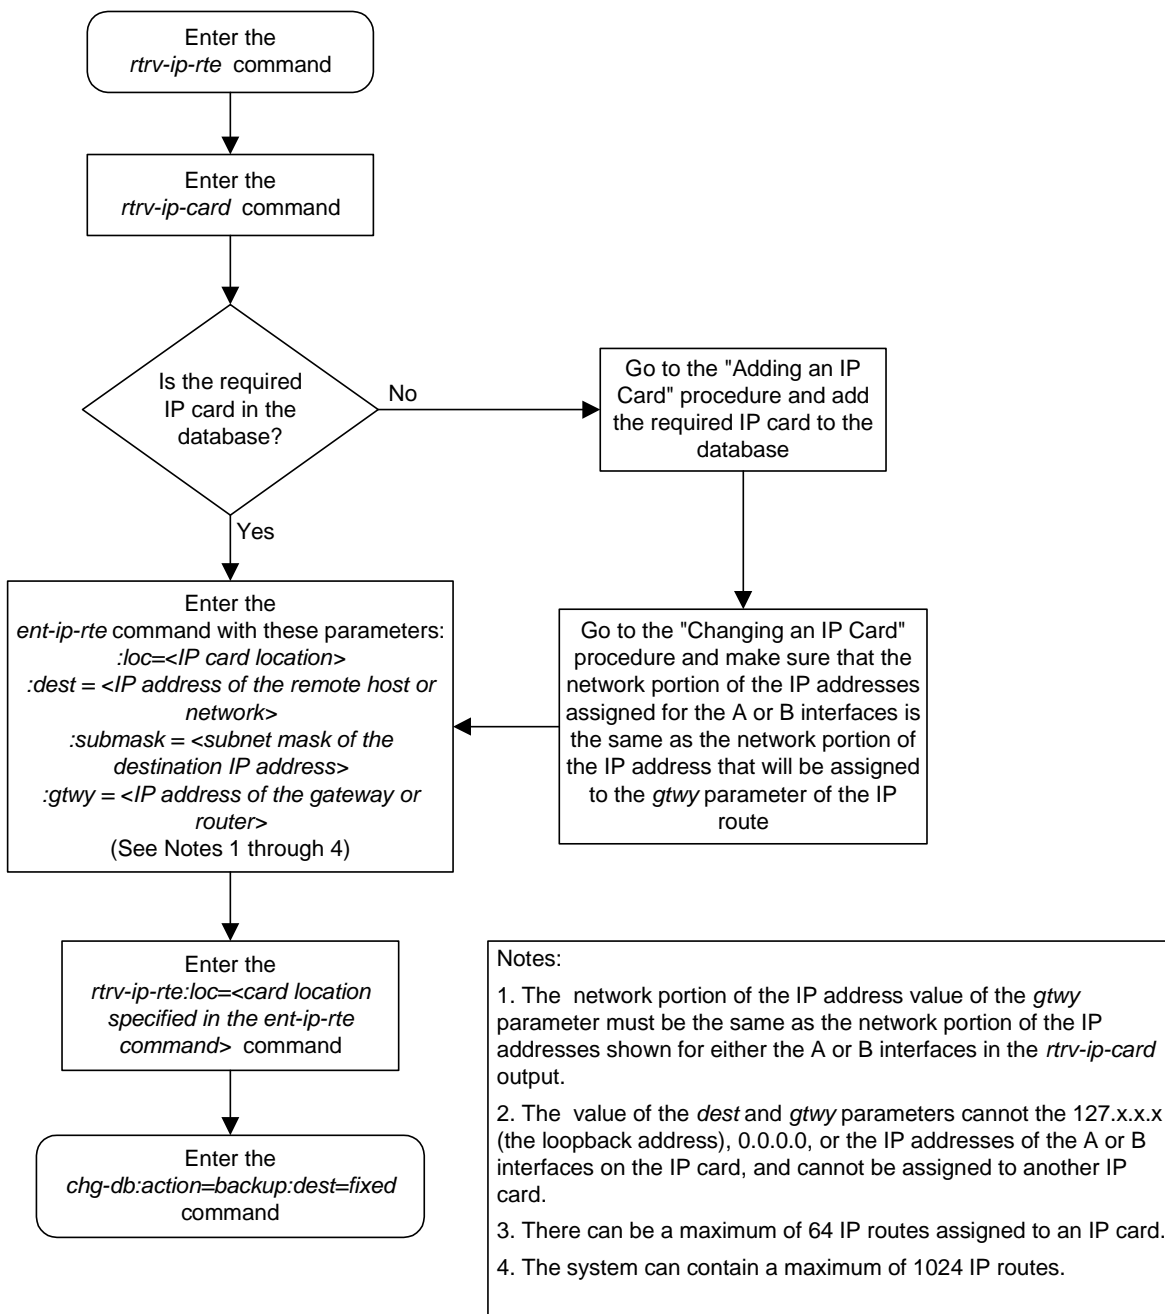 Enter the
rtrv-ip-rte command
Enter the
rtrv-ip-card command
Is the required
IP card in the
database?
No
Go to the "Adding an IP
Card" procedure and add
the required IP card to the
database
Yes
Enter the
ent-ip-rte command with these parameters:
:loc=<IP card location>
:dest = <IP address of the remote host or
network>
:submask = <subnet mask of the
destination IP address>
:gtwy = <IP address of the gateway or
router>
(See Notes 1 through 4)
Go to the "Changing an IP Card"
procedure and make sure that the
network portion of the IP addresses
assigned for the A or B interfaces is
the same as the network portion of
the IP address that will be assigned
to the gtwy parameter of the IP
route
Enter the
rtrv-ip-rte:loc=<card location
specified in the ent-ip-rte
command> command
Enter the
chg-db:action=backup:dest=fixed
command
Notes:
1. The network portion of the IP address value of the gtwy
parameter must be the same as the network portion of the IP
addresses shown for either the A or B interfaces in the rtrv-ip-card
output.
2. The value of the dest and gtwy parameters cannot the 127.x.x.x
(the loopback address), 0.0.0.0, or the IP addresses of the A or B
interfaces on the IP card, and cannot be assigned to another IP
card.
3. There can be a maximum of 64 IP routes assigned to an IP card.
4. The system can contain a maximum of 1024 IP routes.